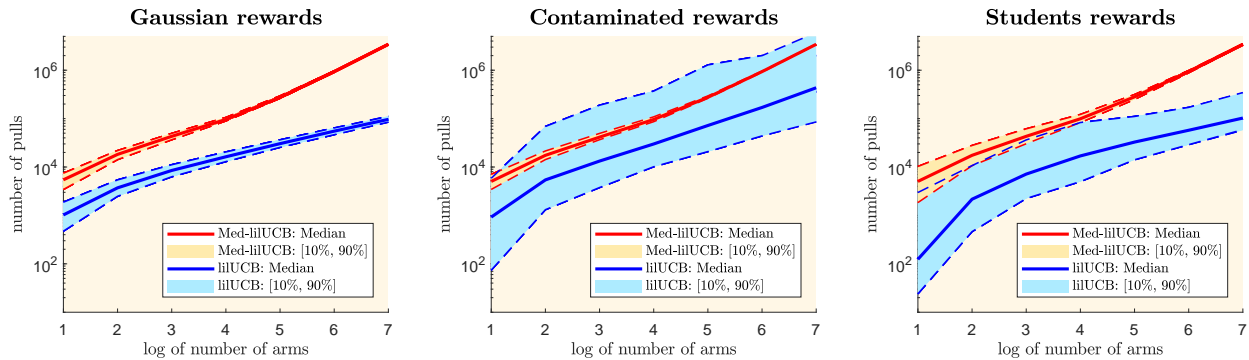 Gaussian rewards
number of pulls
10^6
10^4
10^2
Med-lilUCB: Median
Med-lilUCB: [10%, 90%]
lilUCB: Median
lilUCB: [10%, 90%]
1 2 3 4 5 6 7
log of number of arms
Contaminated rewards
number of pulls
10^6
10^4
10^2
Med-lilUCB: Median
Med-lilUCB: [10%, 90%]
lilUCB: Median
lilUCB: [10%, 90%]
1 2 3 4 5 6 7
log of number of arms
Students rewards
number of pulls
10^6
10^4
10^2
Med-lilUCB: Median
Med-lilUCB: [10%, 90%]
lilUCB: Median
lilUCB: [10%, 90%]
1 2 3 4 5 6 7
log of number of arms